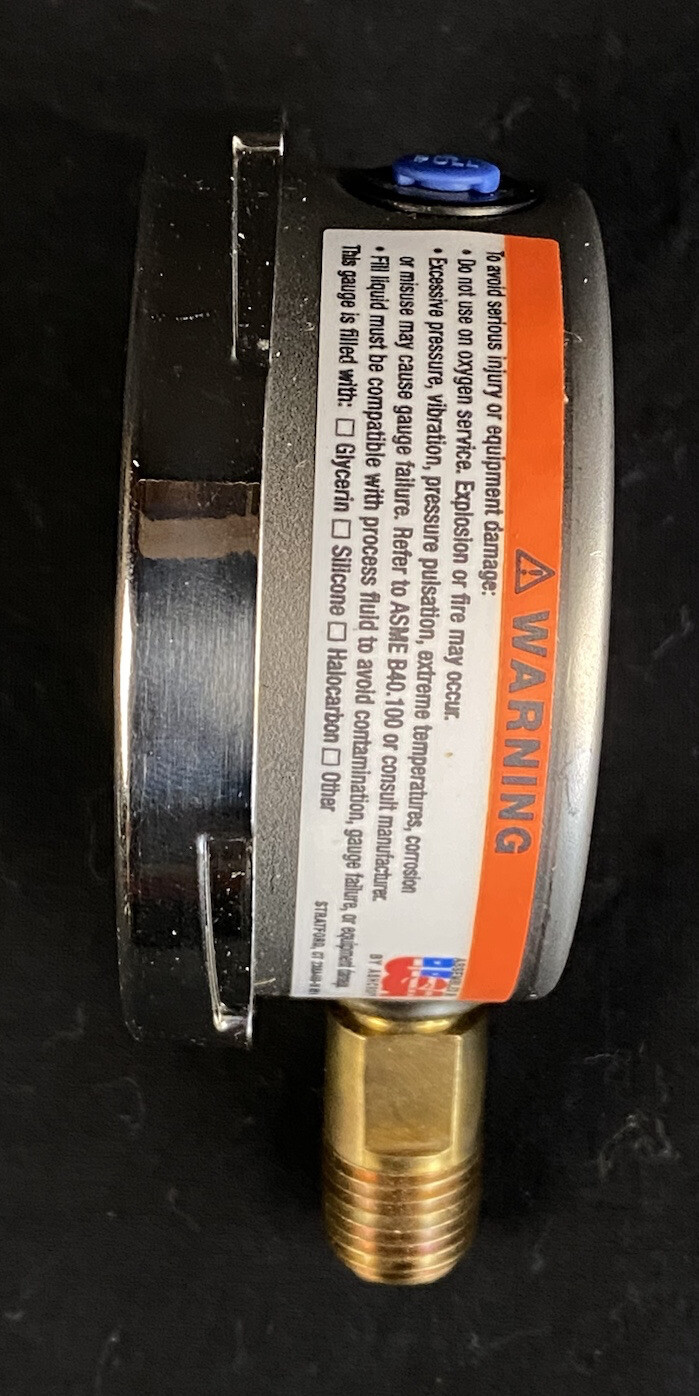 ⚠ WARNING
To avoid serious injury or equipment damage:
• Do not use on oxygen service. Explosion or fire may occur.
• Excessive pressure, vibration, pressure pulsation, extreme temperatures, corrosion
or misuse may cause gauge failure. Refer to ASME B40.100 or consult manufacturer.
• Fill liquid must be compatible with process fluid to avoid contamination, gauge failure, or equipment
This gauge is filled with: ☐ Glycerin ☐ Silicone ☐ Halocarbon ☐ Other
STRATFORD, CT